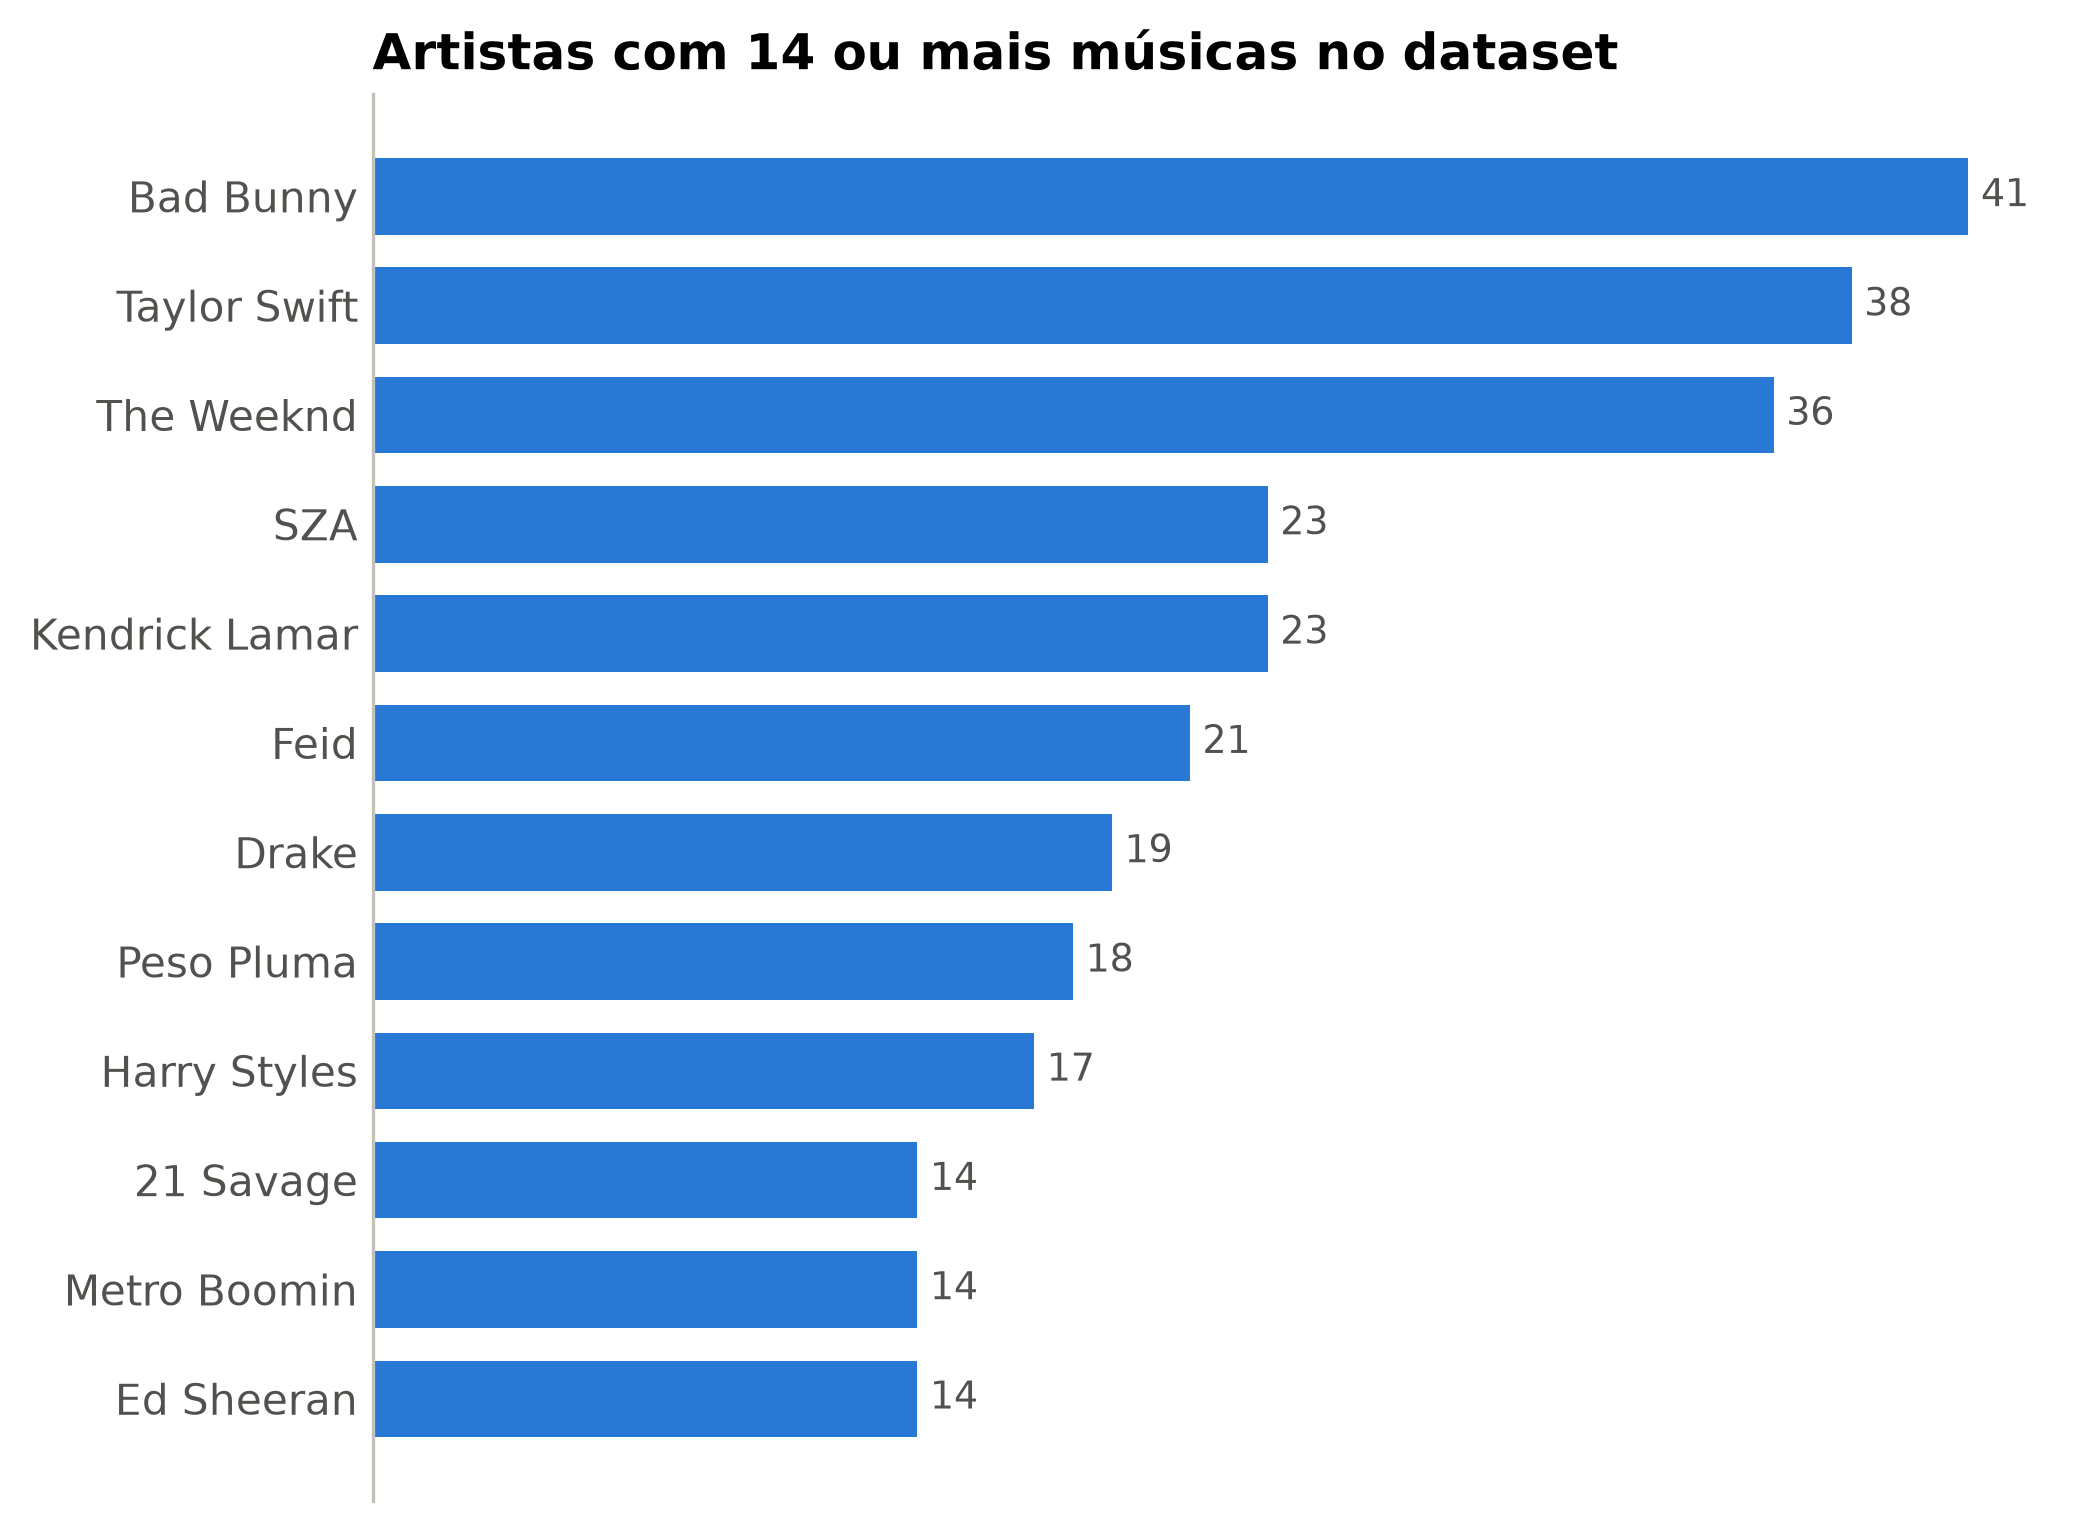 Artistas com 14 ou mais músicas no dataset
Bad Bunny 41
Taylor Swift 38
The Weeknd 36
SZA 23
Kendrick Lamar 23
Feid 21
Drake 19
Peso Pluma 18
Harry Styles 17
21 Savage 14
Metro Boomin 14
Ed Sheeran 14